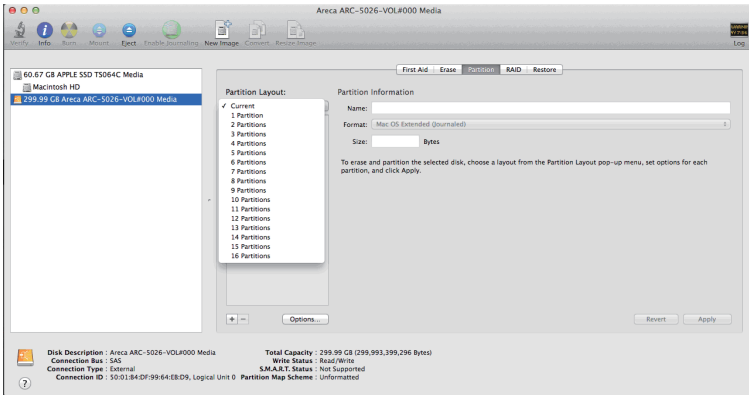 Areca ARC-5026-VOL#000 Media
Verify Info Burn Mount Eject Enable Journaling New Image Convert Resize Image Log
60.67 GB APPLE SSD TS064C Media
Macintosh HD
299.99 GB Areca ARC-5026-VOL#000 Media
First Aid Erase Partition RAID Restore
Partition Layout:
✓ Current
1 Partition
2 Partitions
3 Partitions
4 Partitions
5 Partitions
6 Partitions
7 Partitions
8 Partitions
9 Partitions
10 Partitions
11 Partitions
12 Partitions
13 Partitions
14 Partitions
15 Partitions
16 Partitions
+ − Options...
Partition Information
Name:
Format: Mac OS Extended (Journaled)
Size: Bytes
To erase and partition the selected disk, choose a layout from the Partition Layout pop-up menu, set options for each
partition, and click Apply.
Revert Apply
Disk Description : Areca ARC-5026-VOL#000 Media
Connection Bus : SAS
Connection Type : External
Connection ID : 50:01:B4:DF:99:64:EB:D9, Logical Unit 0
Total Capacity : 299.99 GB (299,993,399,296 Bytes)
Write Status : Read/Write
S.M.A.R.T. Status : Not Supported
Partition Map Scheme : Unformatted
?